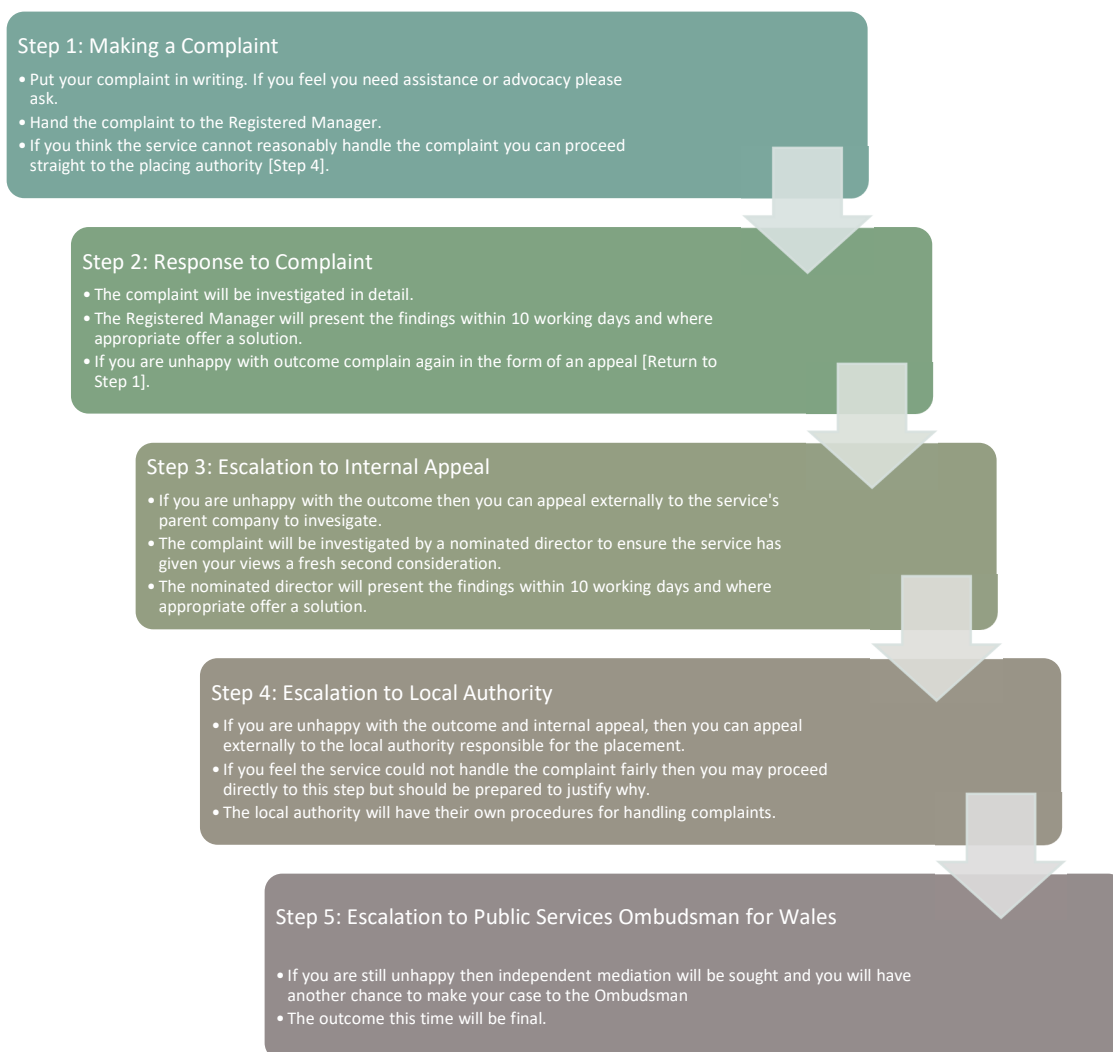 Step 1: Making a Complaint
• Put your complaint in writing. If you feel you need assistance or advocacy please
ask.
• Hand the complaint to the Registered Manager.
• If you think the service cannot reasonably handle the complaint you can proceed
straight to the placing authority [Step 4].
Step 2: Response to Complaint
• The complaint will be investigated in detail.
• The Registered Manager will present the findings within 10 working days and where
appropriate offer a solution.
• If you are unhappy with outcome complain again in the form of an appeal [Return to
Step 1].
Step 3: Escalation to Internal Appeal
• If you are unhappy with the outcome then you can appeal externally to the service's
parent company to invesigate.
• The complaint will be investigated by a nominated director to ensure the service has
given your views a fresh second consideration.
• The nominated director will present the findings within 10 working days and where
appropriate offer a solution.
Step 4: Escalation to Local Authority
• If you are unhappy with the outcome and internal appeal, then you can appeal
externally to the local authority responsible for the placement.
• If you feel the service could not handle the complaint fairly then you may proceed
directly to this step but should be prepared to justify why.
• The local authority will have their own procedures for handling complaints.
Step 5: Escalation to Public Services Ombudsman for Wales
• If you are still unhappy then independent mediation will be sought and you will have
another chance to make your case to the Ombudsman
• The outcome this time will be final.